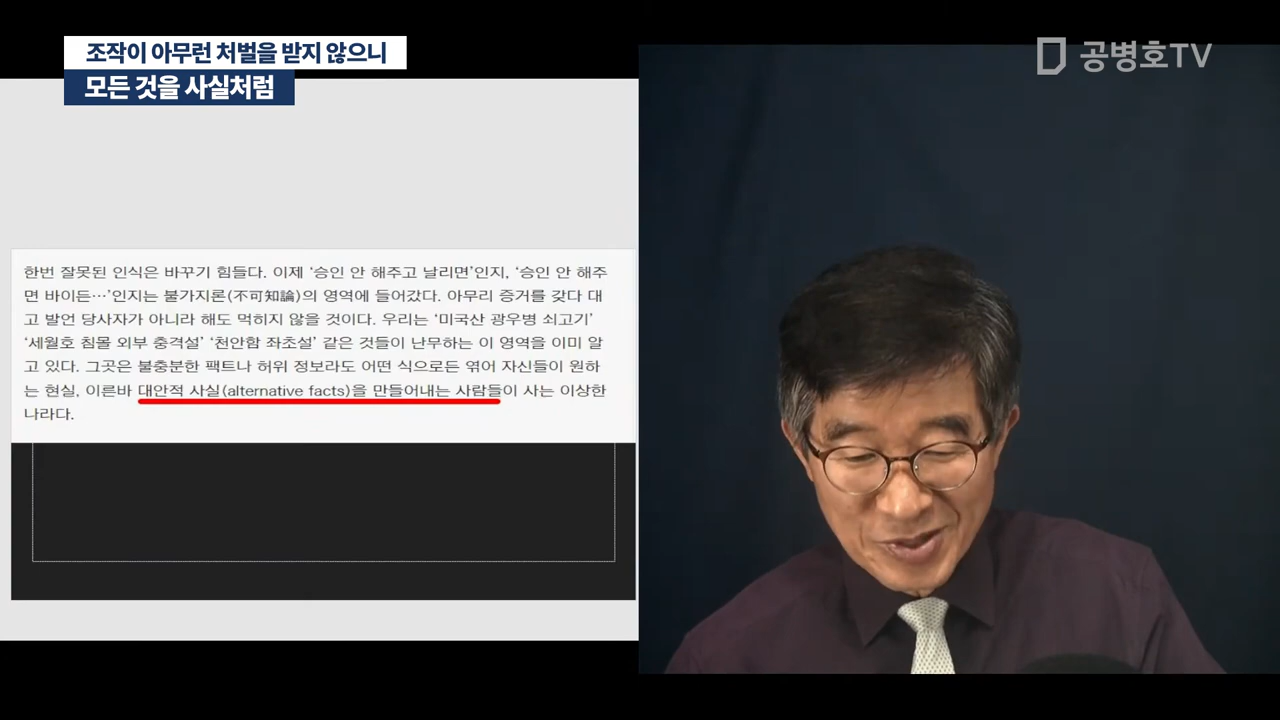 조작이 아무런 처벌을 받지 않으니
모든 것을 사실처럼
공병호TV
한번 잘못된 인식은 바꾸기 힘들다. 이제 ‘승인 안 해주고 날리면’인지, ‘승인 안 해주
면 바이든…’인지는 불가지론(不可知論)의 영역에 들어갔다. 아무리 증거를 갖다 대
고 발언 당사자가 아니라 해도 먹히지 않을 것이다. 우리는 ‘미국산 광우병 쇠고기’
‘세월호 침몰 외부 충격설’ ‘천안함 좌초설’ 같은 것들이 난무하는 이 영역을 이미 알
고 있다. 그곳은 불충분한 팩트나 허위 정보라도 어떤 식으로든 엮어 자신들이 원하
는 현실, 이른바 대안적 사실(alternative facts)을 만들어내는 사람들이 사는 이상한
나라다.